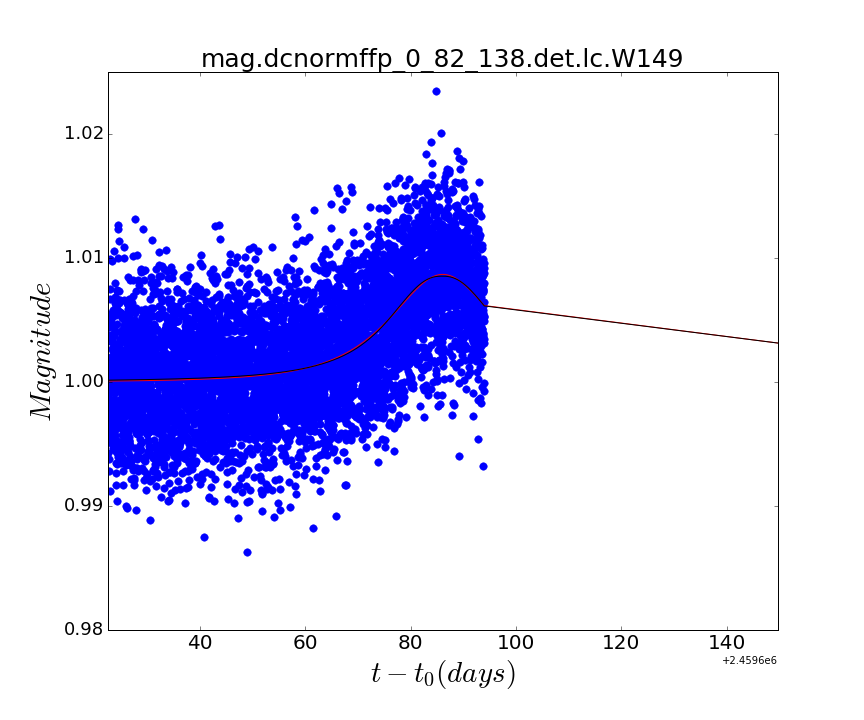 mag.dcnormffp_0_82_138.det.lc.W149
1.02
1.01
1.00
0.99
0.98
Magnitude
40 60 80 100 120 140
+2.4596e6
t − t₀(days)